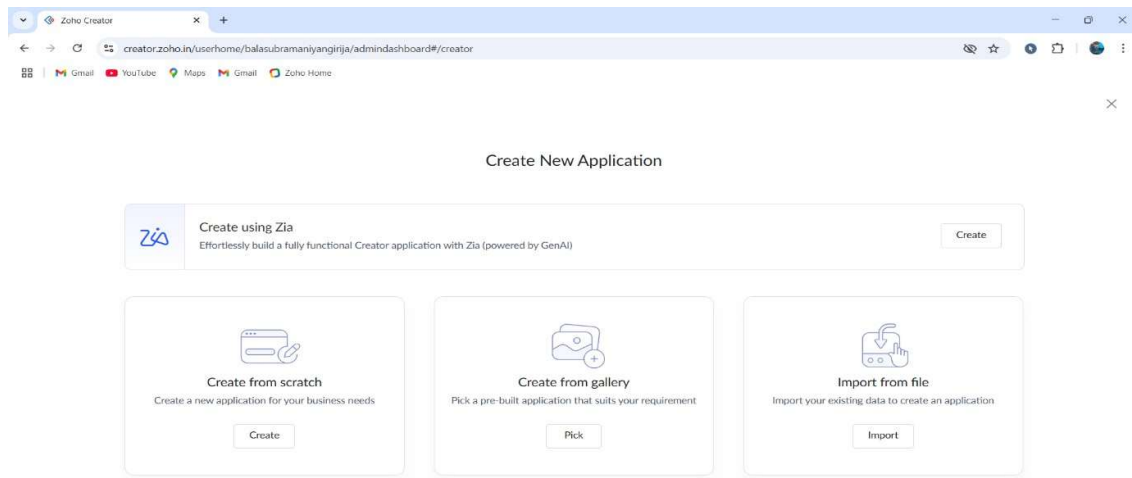 Zoho Creator
creator.zoho.in/userhome/balasubramaniyangirija/admindashboard#/creator
Gmail YouTube Maps Gmail Zoho Home
Create New Application
Zia
Create using Zia
Effortlessly build a fully functional Creator application with Zia (powered by GenAI)
Create
Create from scratch
Create a new application for your business needs
Create
Create from gallery
Pick a pre-built application that suits your requirement
Pick
Import from file
Import your existing data to create an application
Import